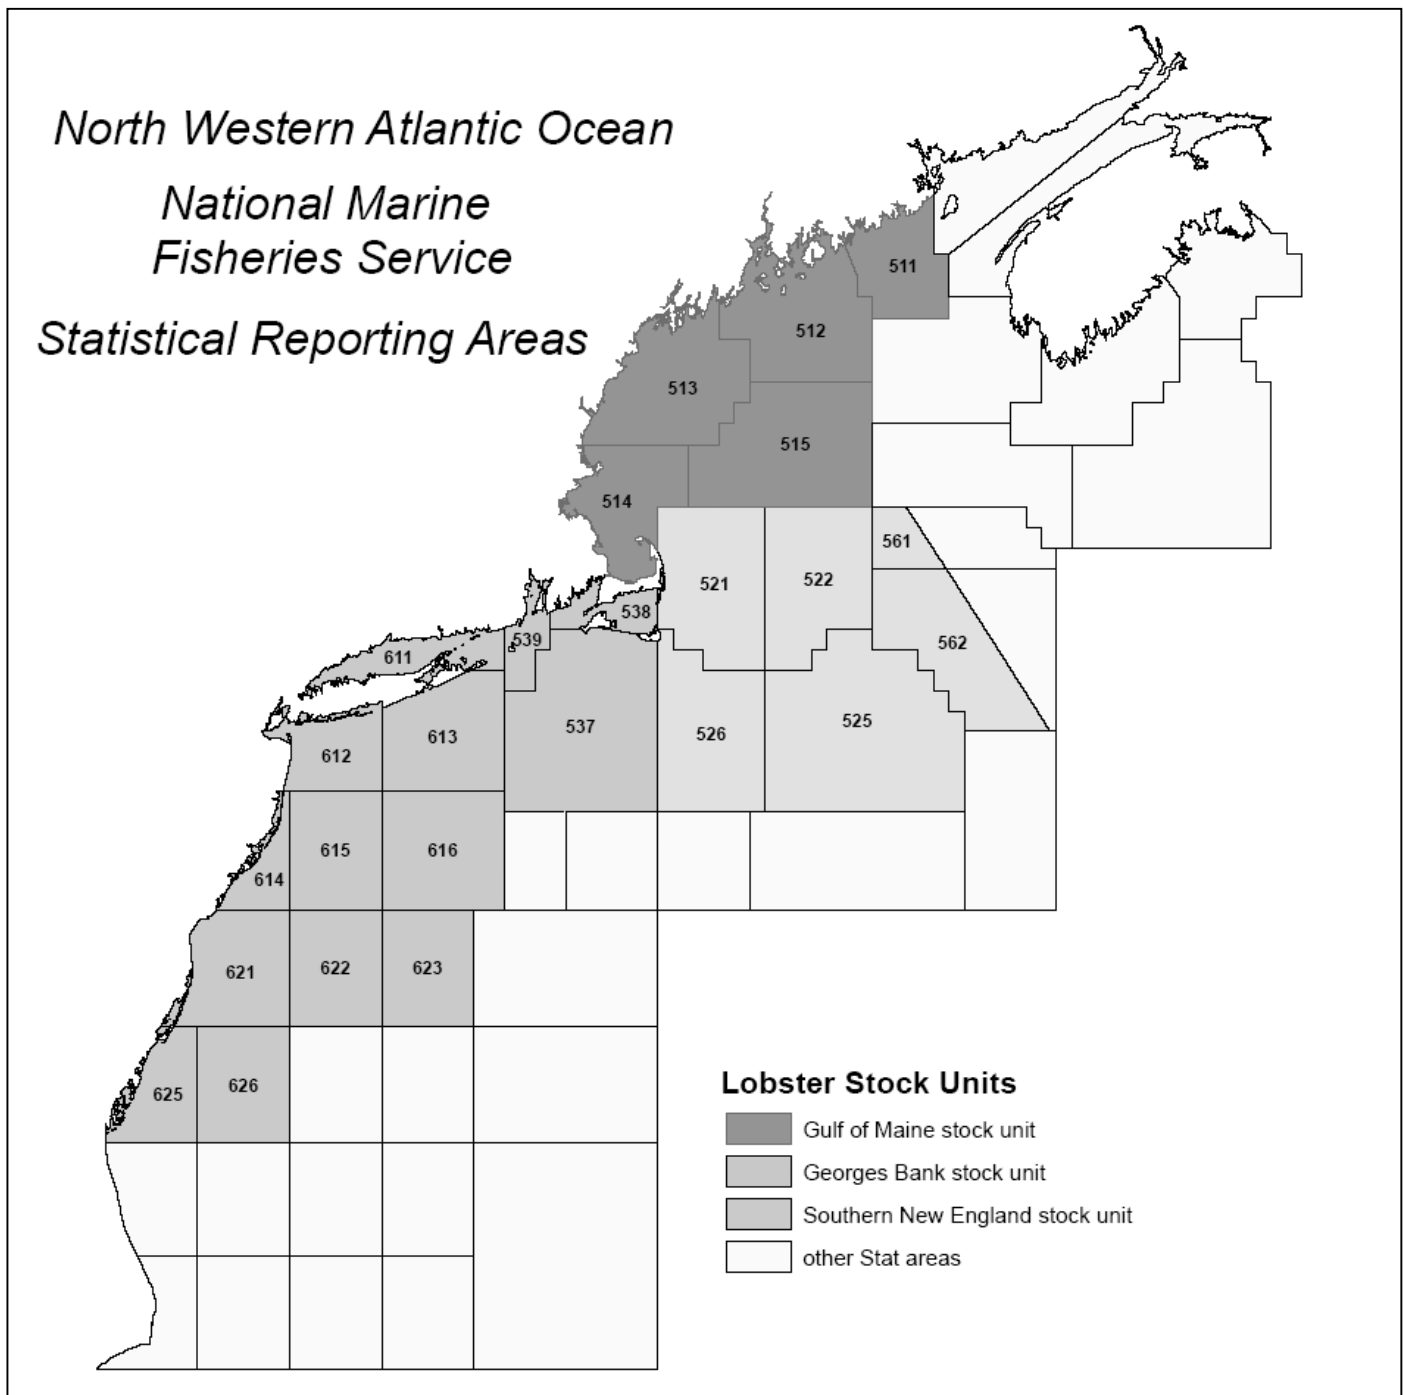 North Western Atlantic Ocean
National Marine
Fisheries Service
Statistical Reporting Areas
511
512
513
515
514
561
521
522
538
539
562
611
537
526
525
613
612
615
616
614
621
622
623
625
626
Lobster Stock Units
Gulf of Maine stock unit
Georges Bank stock unit
Southern New England stock unit
other Stat areas